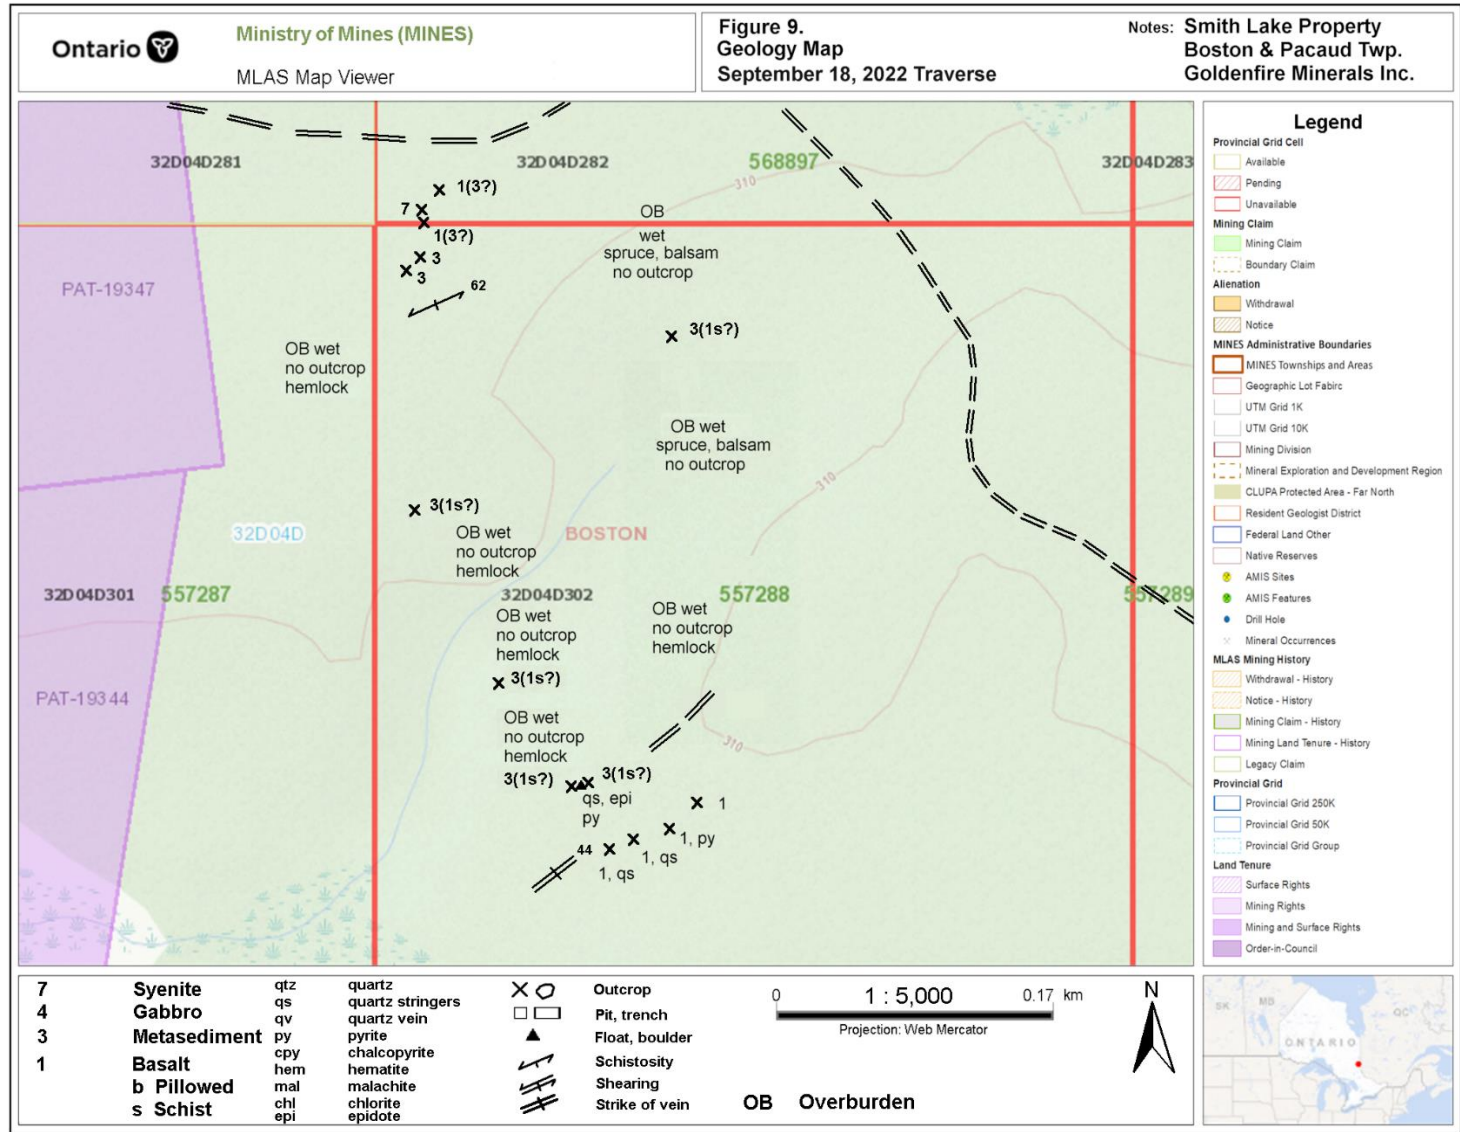 Ontario
Ministry of Mines (MINES)
MLAS Map Viewer
Figure 9.
Geology Map
September 18, 2022 Traverse
Notes: Smith Lake Property
Boston & Pacaud Twp.
Goldenfire Minerals Inc.
32D04D281
32D04D282
568897
32D04D283
310
1(3?)
7
OB
1(3?)
wet
spruce, balsam
no outcrop
3
3
62
PAT-19347
3(1s?)
OB wet
no outcrop
hemlock
OB wet
spruce, balsam
no outcrop
310
3(1s?)
32D04D
OB wet
no outcrop
hemlock
BOSTON
32D04D301
557287
32D04D302
557288
557289
OB wet
no outcrop
hemlock
OB wet
no outcrop
hemlock
3(1s?)
PAT-19344
OB wet
no outcrop
hemlock
310
3(1s?)
3(1s?)
qs, epi
py
1
1, py
44
1, qs
1, qs
Legend
Provincial Grid Cell
Available
Pending
Unavailable
Mining Claim
Mining Claim
Boundary Claim
Alienation
Withdrawal
Notice
MINES Administrative Boundaries
MINES Townships and Areas
Geographic Lot Fabirc
UTM Grid 1K
UTM Grid 10K
Mining Division
Mineral Exploration and Development Region
CLUPA Protected Area - Far North
Resident Geologist District
Federal Land Other
Native Reserves
AMIS Sites
AMIS Features
Drill Hole
Mineral Occurrences
MLAS Mining History
Withdrawal - History
Notice - History
Mining Claim - History
Mining Land Tenure - History
Legacy Claim
Provincial Grid
Provincial Grid 250K
Provincial Grid 50K
Provincial Grid Group
Land Tenure
Surface Rights
Mining Rights
Mining and Surface Rights
Order-in-Council
7 Syenite
4 Gabbro
3 Metasediment
1 Basalt
b Pillowed
s Schist
qtz quartz
qs quartz stringers
qv quartz vein
py pyrite
cpy chalcopyrite
hem hematite
mal malachite
chl chlorite
epi epidote
Outcrop
Pit, trench
Float, boulder
Schistosity
Shearing
Strike of vein
0 1 : 5,000 0.17 km
Projection: Web Mercator
OB Overburden
N
SK
MB
ONTARIO
QC